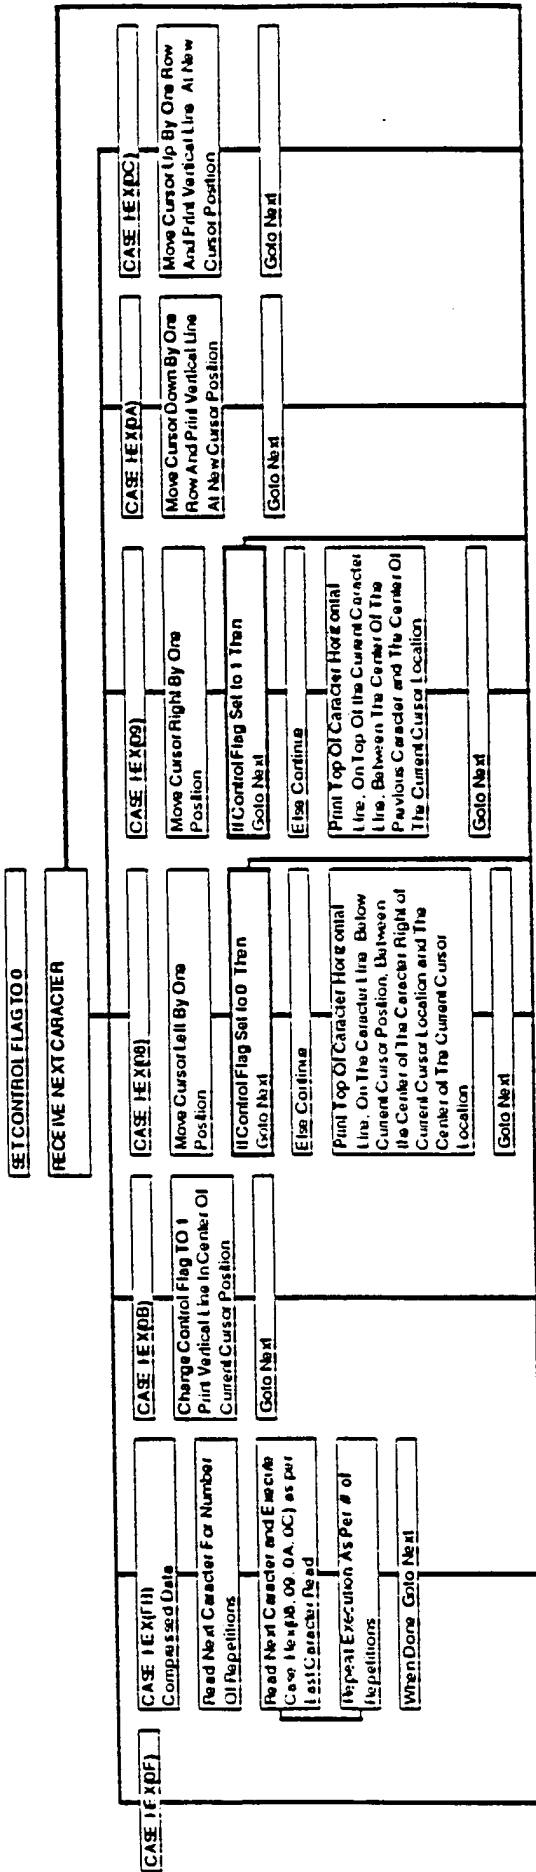 SET CONTROL FLAG TO 0
RECEIVE NEXT CARACTER
CASE HEX(0F)
CASE HEX(FH)
Compressed Data
Read Next Caracter For Number
Of Repetitions
Read Next Caracter and Execute
Case Hex(08, 09, 0A, 0C) as per
Last Caracter Read
Repeat Execution As Per # of
Repetitions
When Done Goto Next
CASE HEX(0B)
Change Control Flag TO 1
Print Vertical Line In Center Of
Current Cursor Position
Goto Next
CASE HEX(08)
Move Cursor Left By One
Position
If Control Flag Set to 0 Then
Goto Next
Else Continue
Print Top Of Caracter Horizontal
Line, On The Caracter Line Below
Current Cursor Position, Between
the Center of The Caracter Right of
Current Cursor Location and The
Center of The Current Cursor
Location
Goto Next
CASE HEX(09)
Move Cursor Right By One
Position
If Control Flag Set to 1 Then
Goto Next
Else Continue
Print Top Of Caracter Horizontal
Line, On Top Of the Current Caracter
Line, Between The Center Of The
Previous Caracter and The Center Of
The Current Cursor Location
Goto Next
CASE HEX(0A)
Move Cursor Down By One
Row And Print Vertical Line
At New Cursor Position
Goto Next
CASE HEX(0C)
Move Cursor Up By One Row
And Print Vertical Line At New
Cursor Position
Goto Next